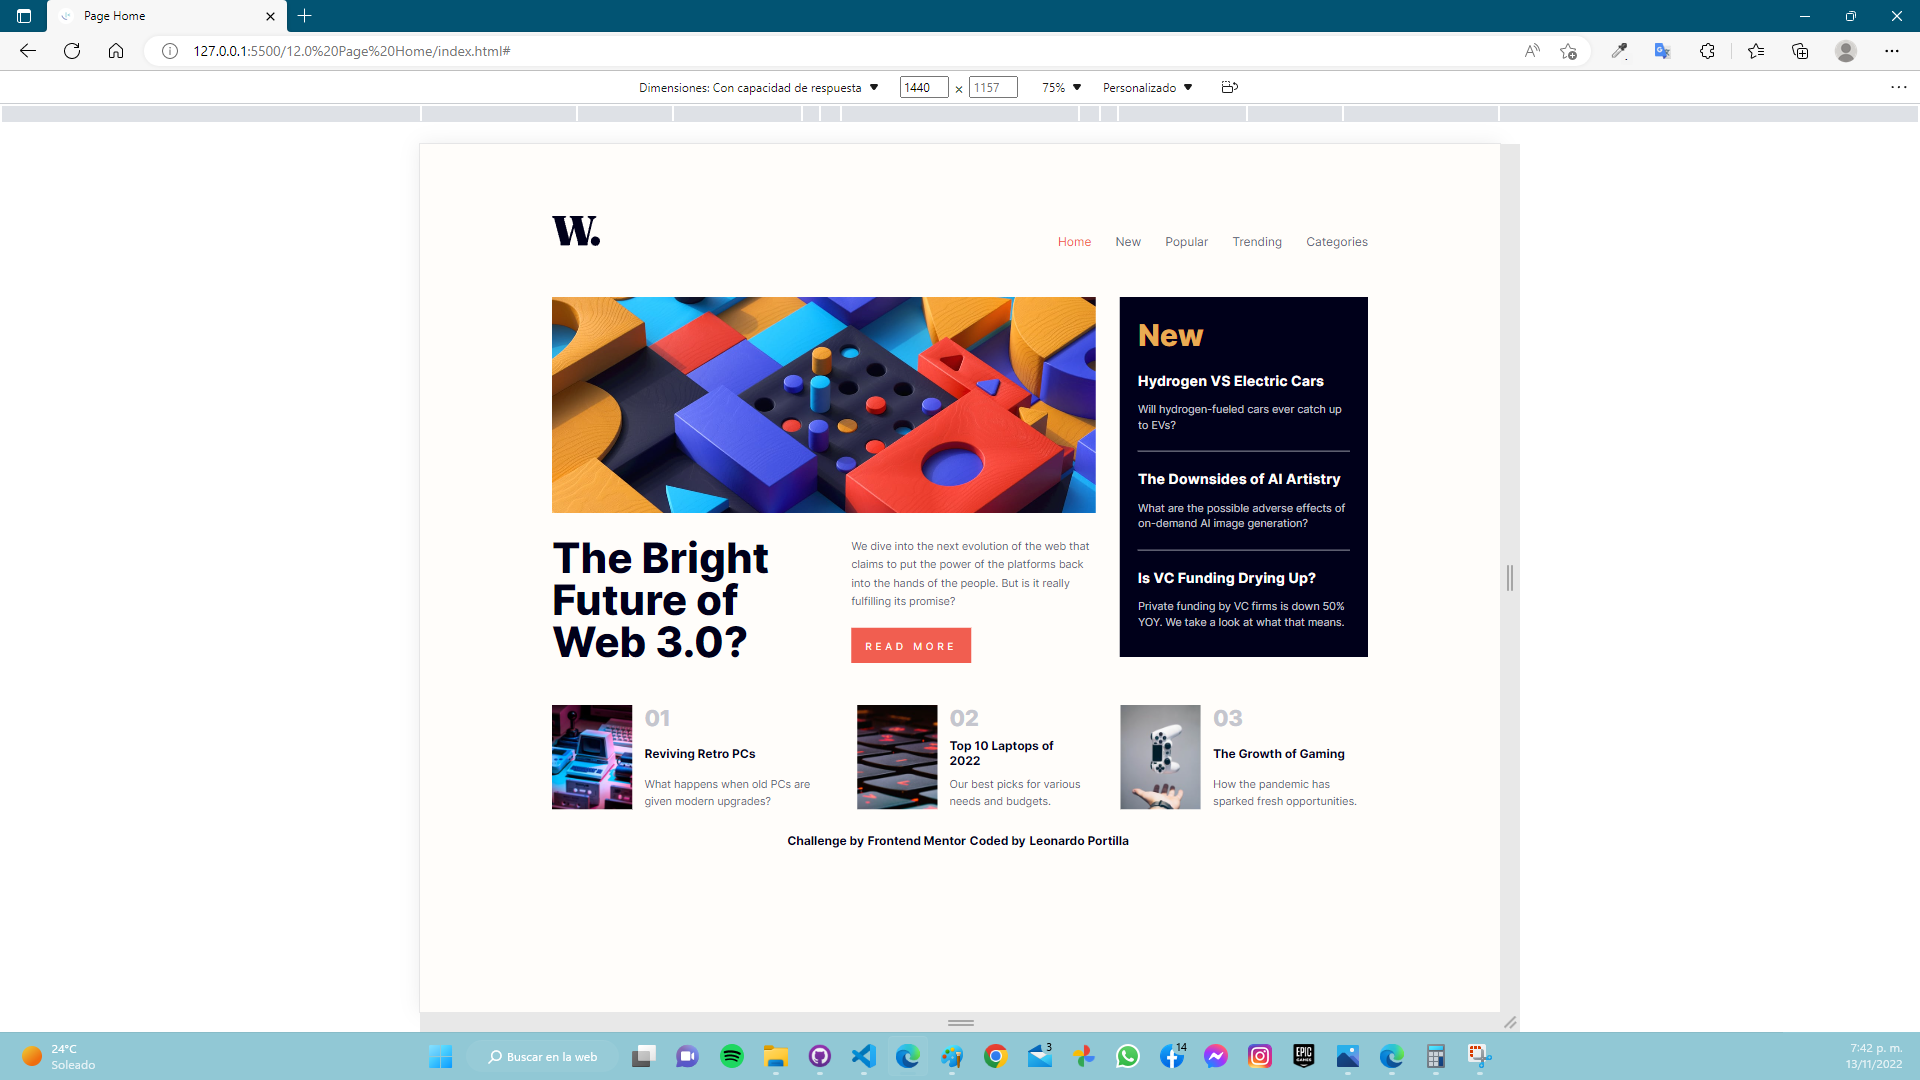 Page Home
127.0.0.1:5500/12.0%20Page%20Home/index.html#
Dimensiones: Con capacidad de respuesta
1440
×
1157
75%
Personalizado
W.
Home
New
Popular
Trending
Categories
New
Hydrogen VS Electric Cars
Will hydrogen-fueled cars ever catch up
to EVs?
The Downsides of AI Artistry
What are the possible adverse effects of
on-demand AI image generation?
Is VC Funding Drying Up?
Private funding by VC firms is down 50%
YOY. We take a look at what that means.
The Bright
Future of
Web 3.0?
We dive into the next evolution of the web that
claims to put the power of the platforms back
into the hands of the people. But is it really
fulfilling its promise?
READ MORE
01
Reviving Retro PCs
What happens when old PCs are
given modern upgrades?
02
Top 10 Laptops of
2022
Our best picks for various
needs and budgets.
03
The Growth of Gaming
How the pandemic has
sparked fresh opportunities.
Challenge by Frontend Mentor Coded by Leonardo Portilla
24°C
Soleado
Buscar en la web
3
14
EPIC
GAMES
7:42 p. m.
13/11/2022